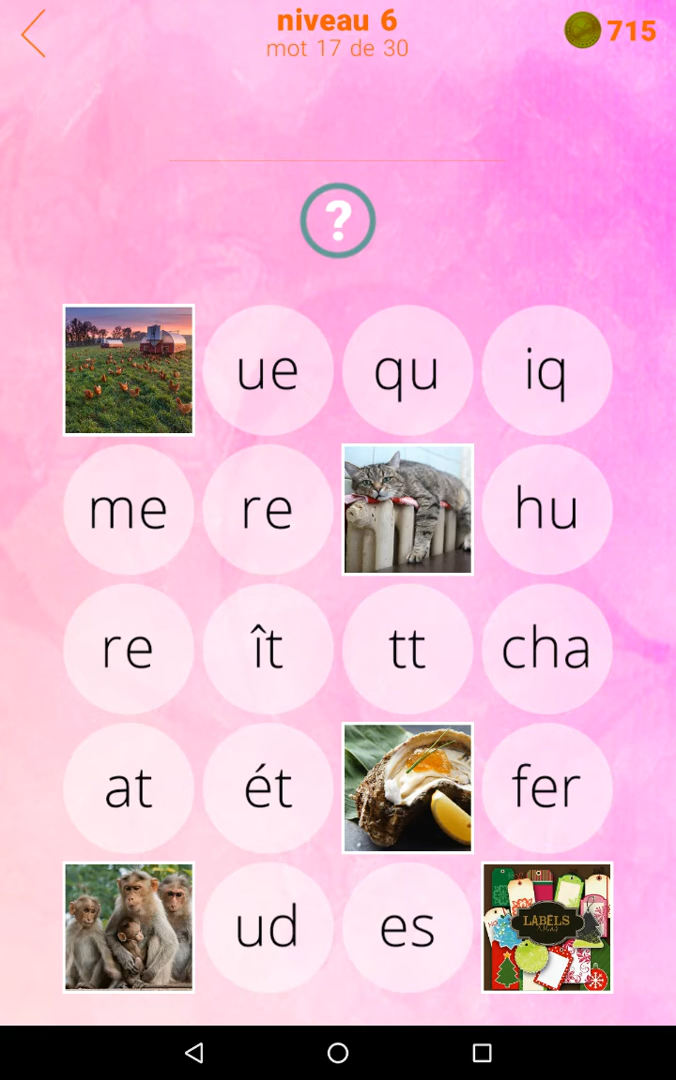 niveau 6
mot 17 de 30
715
?
ue qu iq
me re hu
re ît tt cha
at ét fer
ud es
LABELS
XMAS